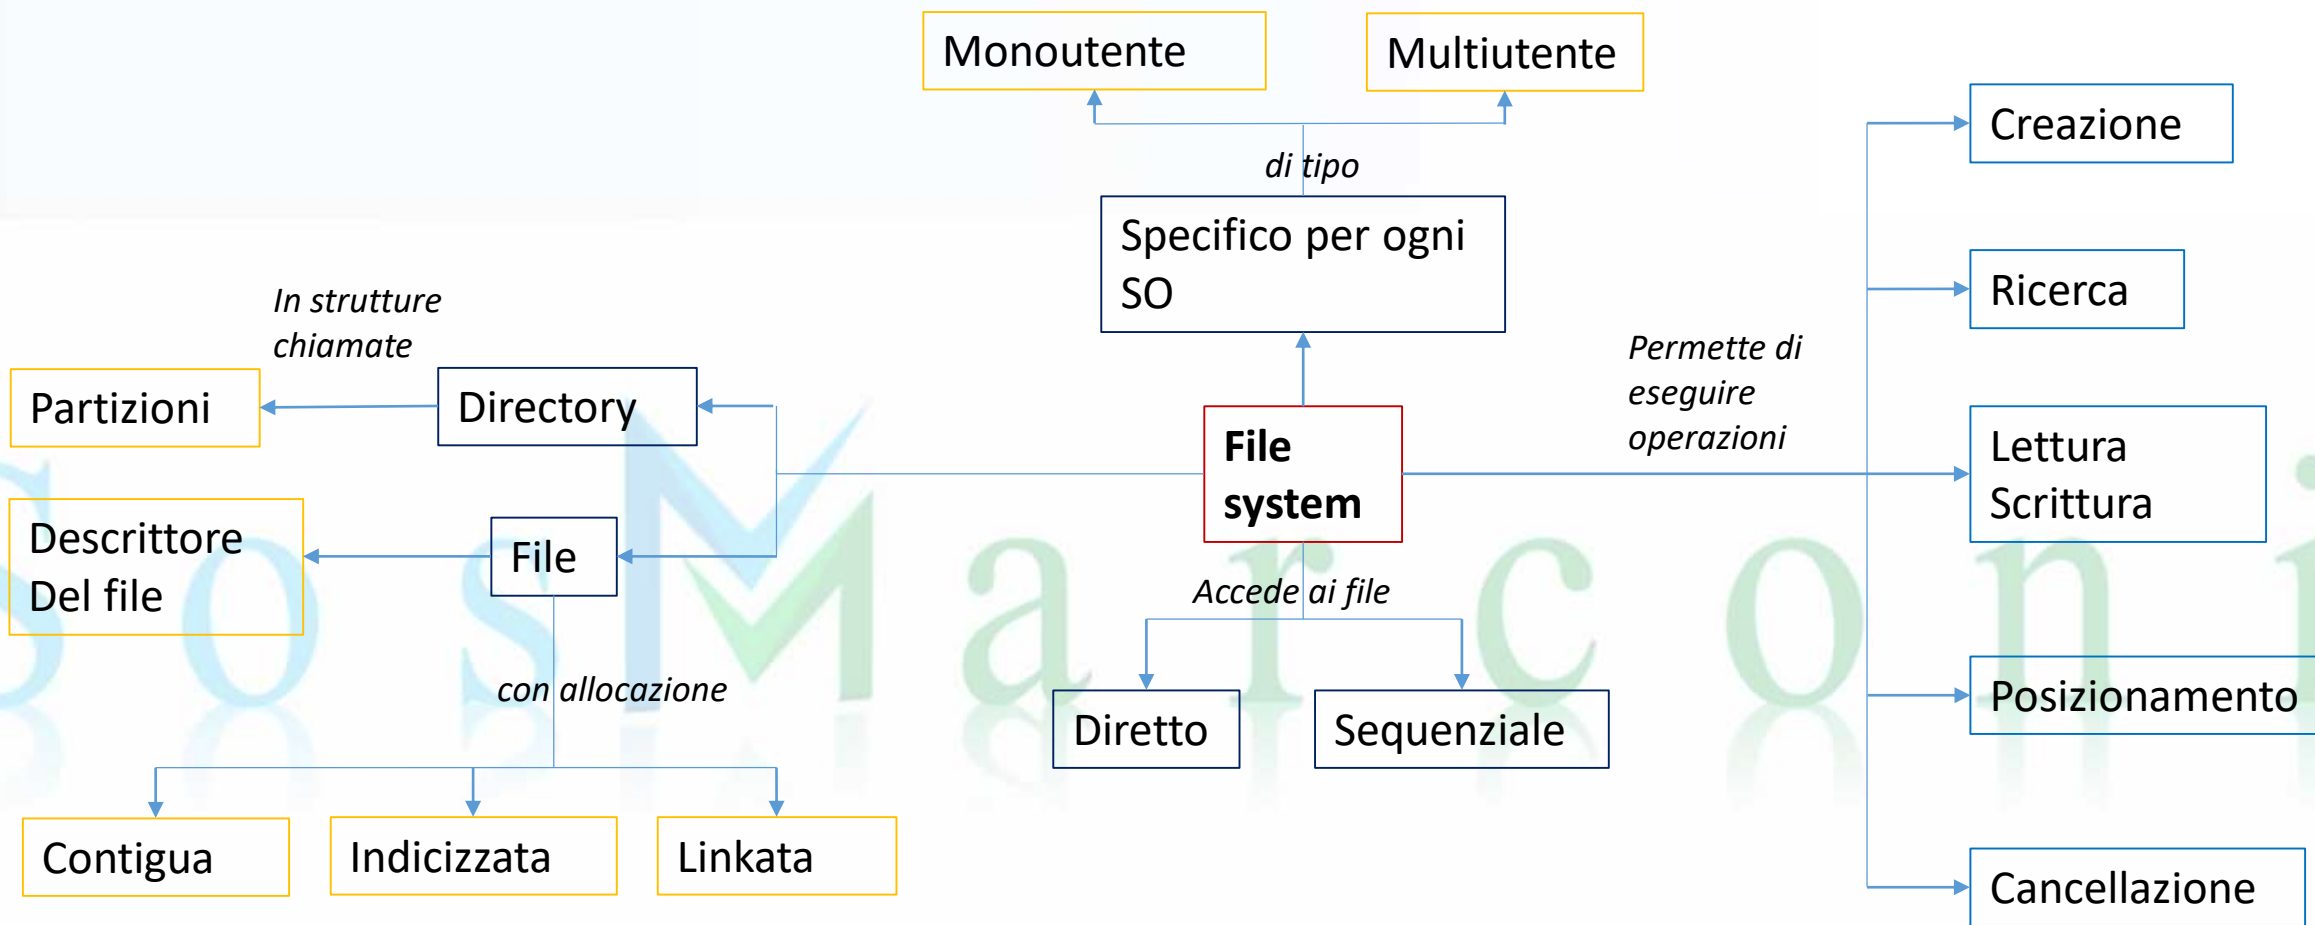 Monoutente
Multiutente
di tipo
Specifico per ogni
SO
In strutture
chiamate
Partizioni
Directory
Descrittore
Del file
File
con allocazione
Contigua
Indicizzata
Linkata
File
system
Accede ai file
Diretto
Sequenziale
Permette di
eseguire
operazioni
Creazione
Ricerca
Lettura
Scrittura
Posizionamento
Cancellazione
SosMarconi